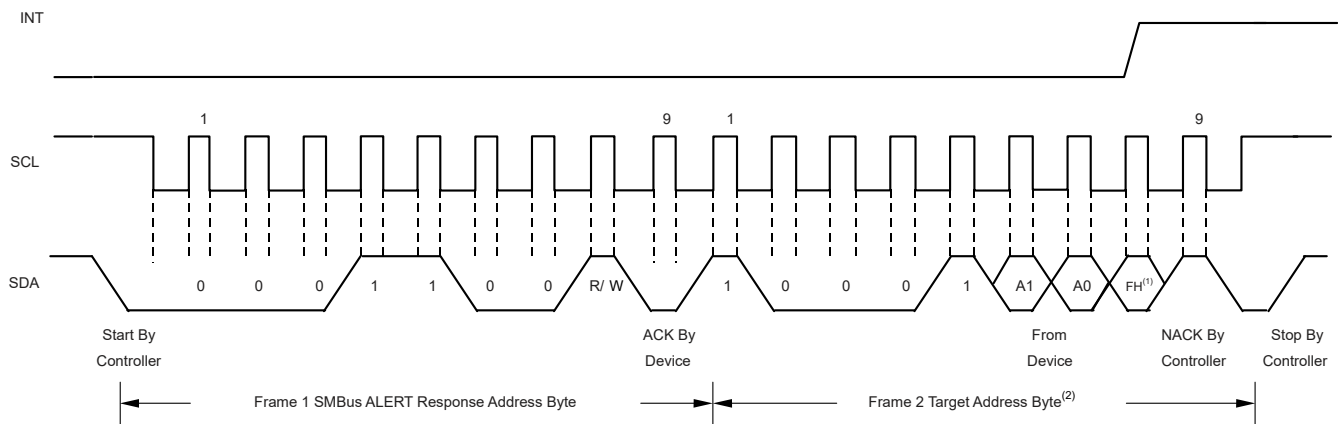 INT
1 9 1 9
SCL
SDA
0 0 0 1 1 0 0 R/ W 1 0 0 0 1 A1 A0 FH(1)
Start By Controller
ACK By Device
From Device
NACK By Controller
Stop By Controller
Frame 1 SMBus ALERT Response Address Byte
Frame 2 Target Address Byte(2)